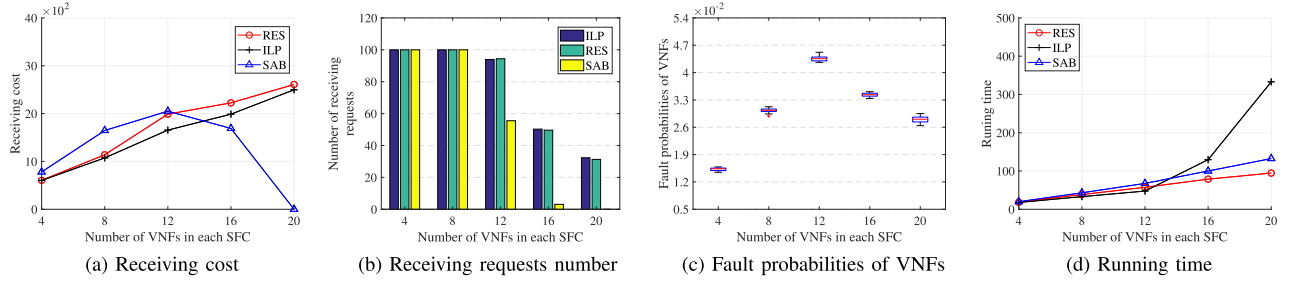 40 × 10²
30
20
10
0
Receiving cost
RES
ILP
SAB
4 8 12 16 20
Number of VNFs in each SFC
(a) Receiving cost
120
100
80
60
40
20
0
Number of receiving
requests
ILP
RES
SAB
4 8 12 16 20
Number of VNFs in each SFC
(b) Receiving requests number
5.4 × 10⁻²
4.7
4
3.3
2.6
1.9
1.2
0.5
Fault probabilities of VNFs
4 8 12 16 20
Number of VNFs in each SFC
(c) Fault probabilities of VNFs
500
400
300
200
100
0
Runing time
RES
ILP
SAB
4 8 12 16 20
Number of VNFs in each SFC
(d) Running time